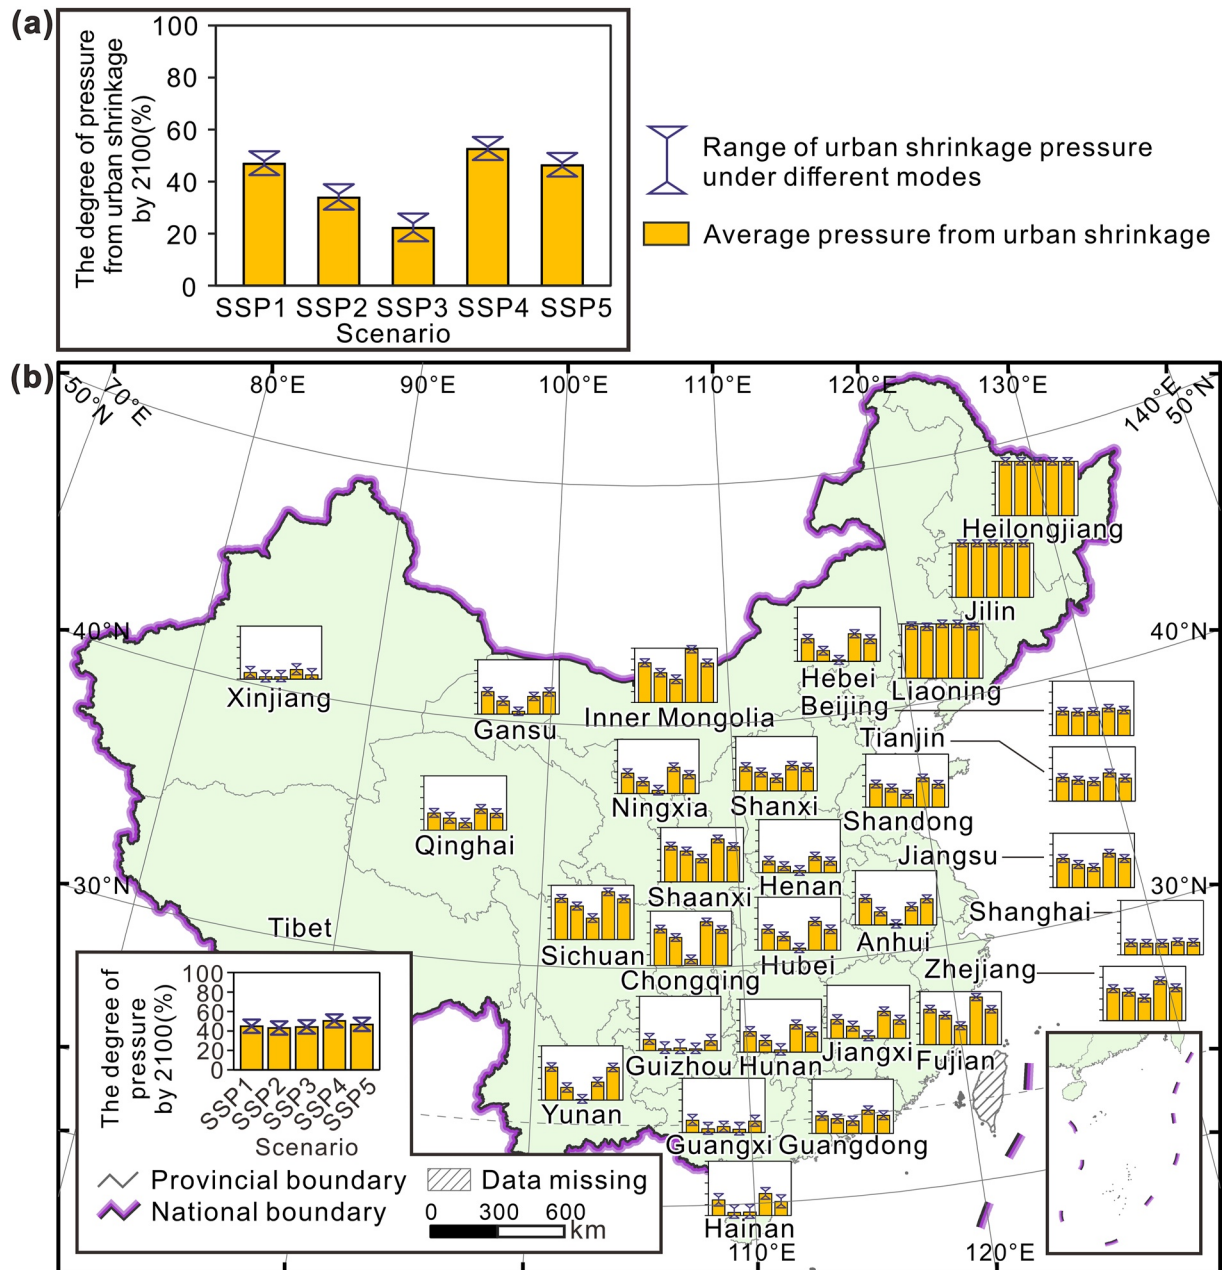 (a)
The degree of pressure
from urban shrinkage
by 2100(%)
100
80
60
40
20
0
SSP1 SSP2 SSP3 SSP4 SSP5
Scenario
Range of urban shrinkage pressure
under different modes
Average pressure from urban shrinkage
(b)
50°N 70°E 80°E 90°E 100°E 110°E 120°E 130°E 140°E 50°N
Heilongjiang
Jilin
40°N
40°N
Xinjiang
Hebei
Liaoning
Gansu
Inner Mongolia
Beijing
Tianjin
Ningxia
Shanxi
Shandong
Qinghai
Jiangsu
Shaanxi
Henan
30°N
30°N
Tibet
Shanghai
Sichuan
Anhui
Chongqing
Hubei
Zhejiang
Guizhou
Hunan
Jiangxi
Fujian
Yunan
Guangxi
Guangdong
Hainan
110°E
120°E
The degree of
pressure
by 2100(%)
100
80
60
40
20
0
SSP1 SSP2 SSP3 SSP4 SSP5
Scenario
Provincial boundary
Data missing
National boundary
0 300 600
km